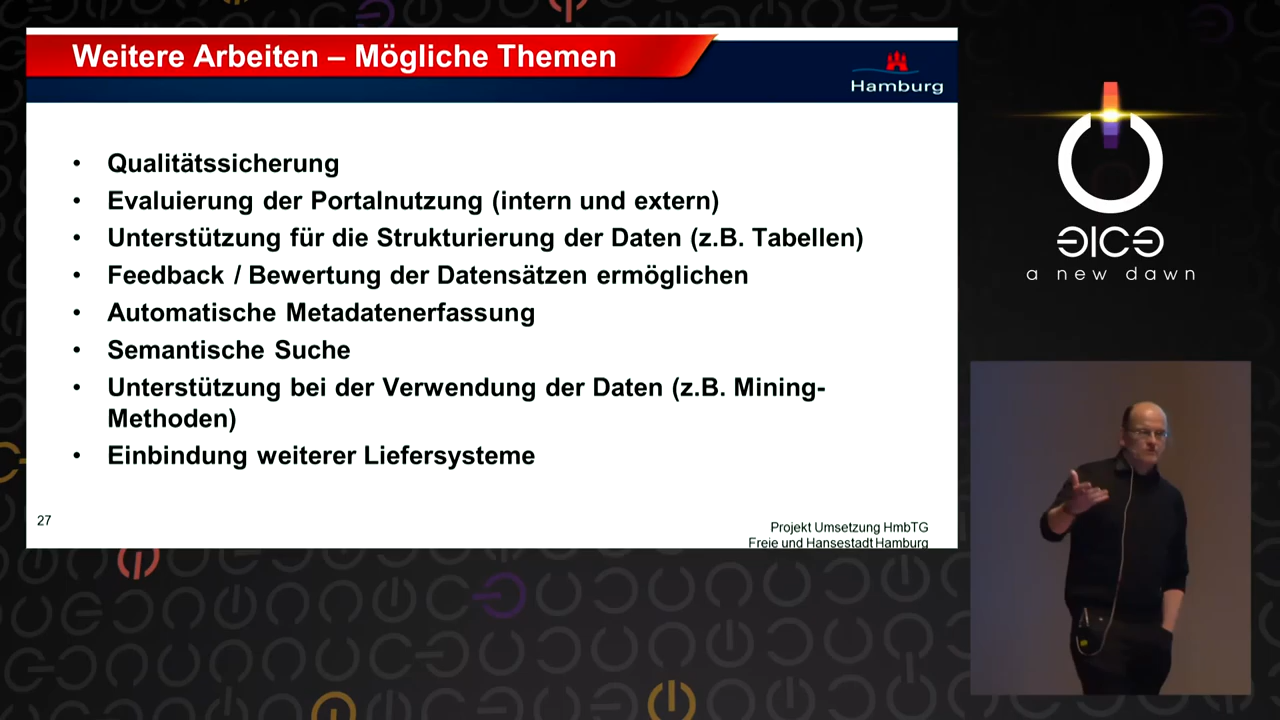 Weitere Arbeiten – Mögliche Themen
Hamburg
• Qualitätssicherung
• Evaluierung der Portalnutzung (intern und extern)
• Unterstützung für die Strukturierung der Daten (z.B. Tabellen)
• Feedback / Bewertung der Datensätzen ermöglichen
• Automatische Metadatenerfassung
• Semantische Suche
• Unterstützung bei der Verwendung der Daten (z.B. Mining-
Methoden)
• Einbindung weiterer Liefersysteme
27
Projekt Umsetzung HmbTG
Freie und Hansestadt Hamburg
a new dawn